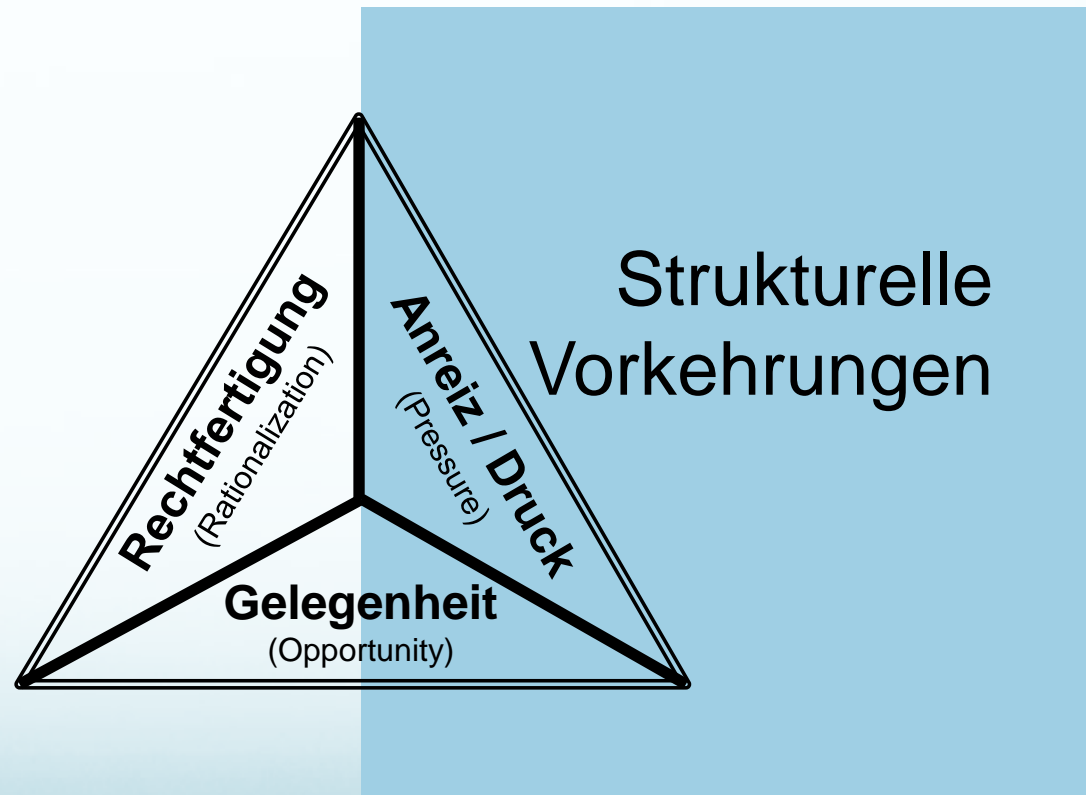 Strukturelle
Vorkehrungen
Rechtfertigung
(Rationalization)
Anreiz / Druck
(Pressure)
Gelegenheit
(Opportunity)